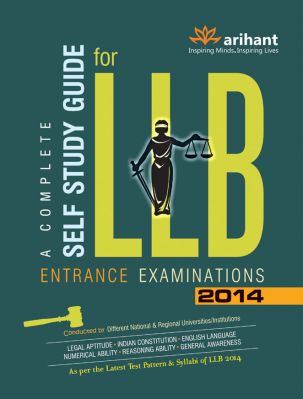 arihant
Inspiring Minds.Inspiring Lives
A COMPLETE
SELF STUDY GUIDE
for
LLB
ENTRANCE EXAMINATIONS
2014
Conducted by Different National & Regional Universities/Institutions
LEGAL APTITUDE · INDIAN CONSTITUTION · ENGLISH LANGUAGE
NUMERICAL ABILITY · REASONING ABILITY · GENERAL AWARENESS
As per the Latest Test Pattern & Syllabi of LLB 2014